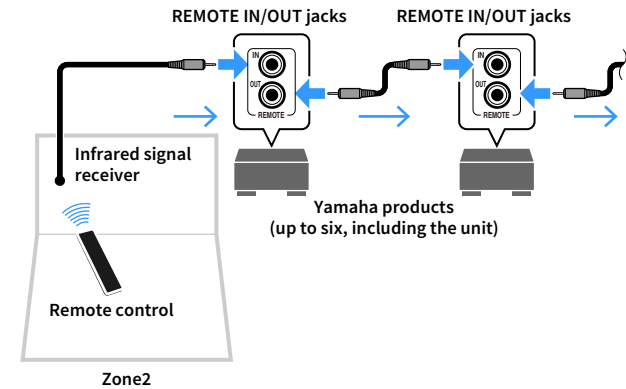 REMOTE IN/OUT jacks
REMOTE IN/OUT jacks
IN
OUT
REMOTE
IN
OUT
REMOTE
Infrared signal
receiver
Yamaha products
(up to six, including the unit)
Remote control
Zone2